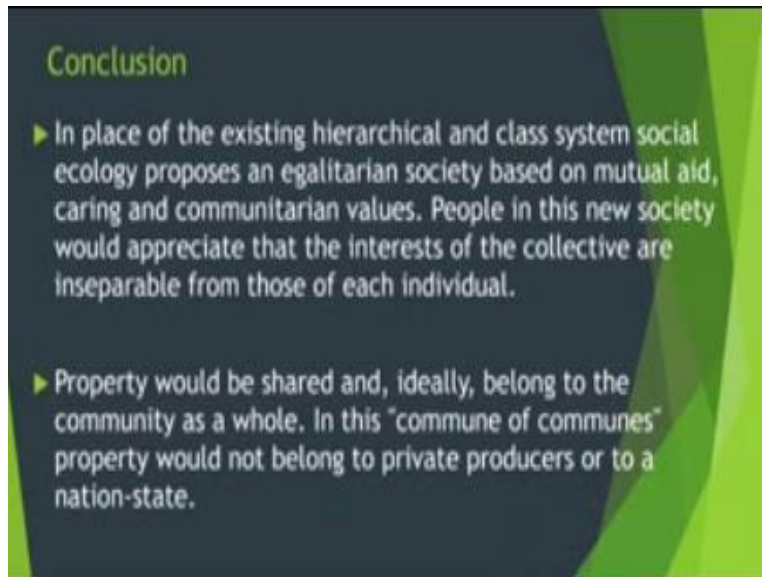 Conclusion
In place of the existing hierarchical and class system social
ecology proposes an egalitarian society based on mutual aid,
caring and communitarian values. People in this new society
would appreciate that the interests of the collective are
inseparable from those of each individual.
Property would be shared and, ideally, belong to the
community as a whole. In this "commune of communes"
property would not belong to private producers or to a
nation-state.